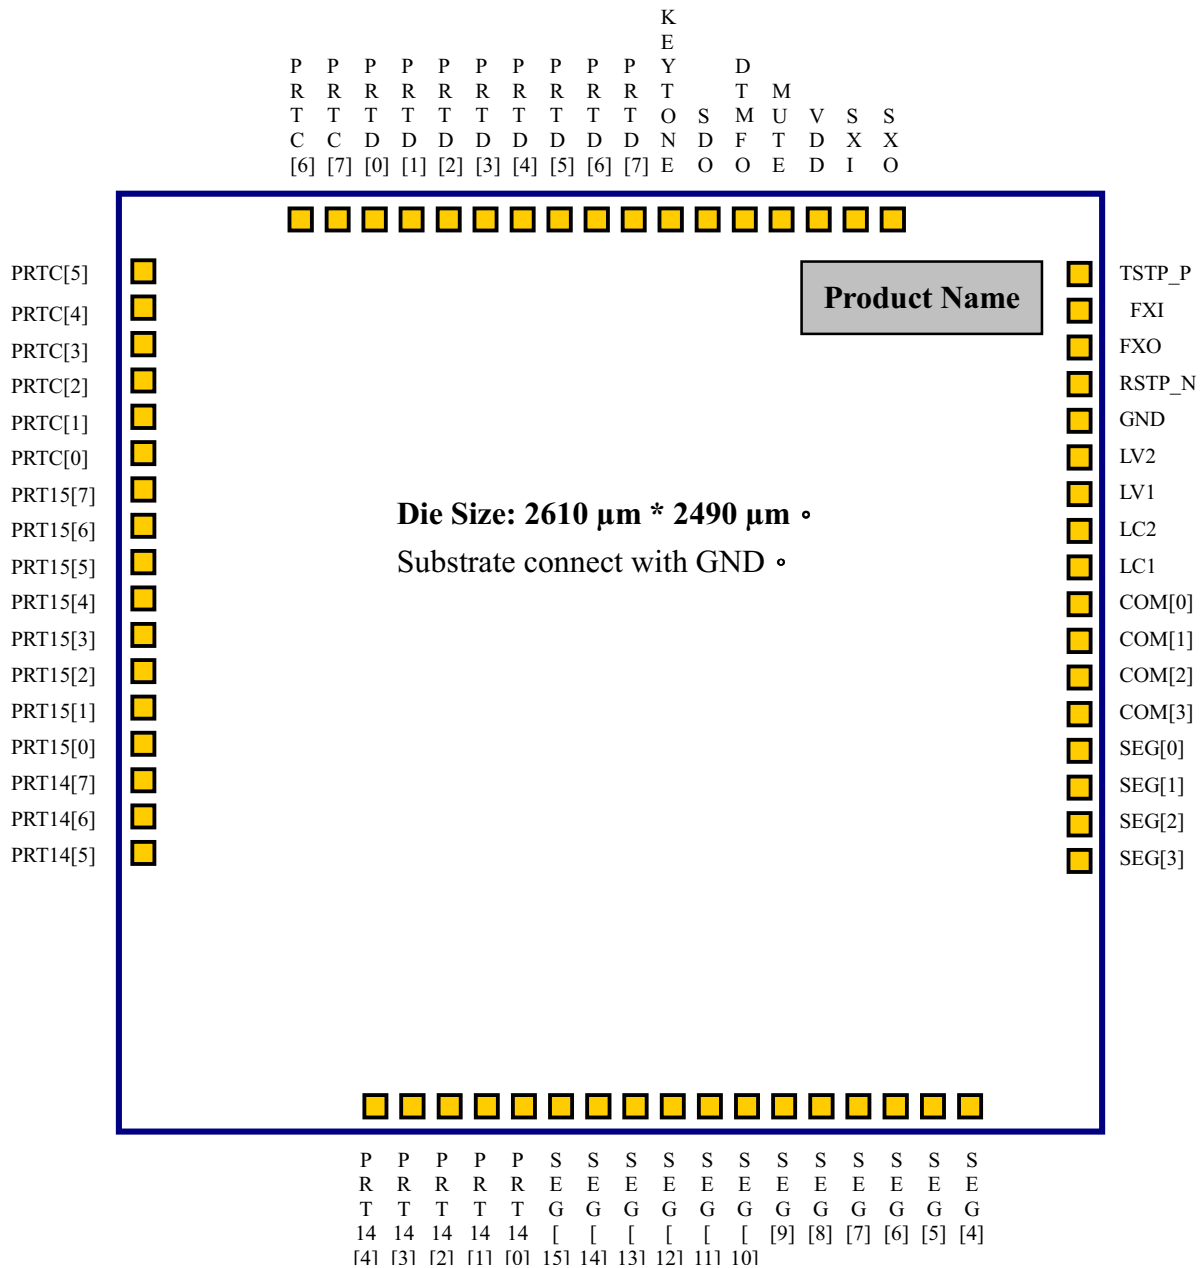 PRTC[6]
PRTC[7]
PRTD[0]
PRTD[1]
PRTD[2]
PRTD[3]
PRTD[4]
PRTD[5]
PRTD[6]
PRTD[7]
KEYTONE
SDO
DTMFO
MUTE
VDD
SXI
SXO
PRTC[5]
PRTC[4]
PRTC[3]
PRTC[2]
PRTC[1]
PRTC[0]
PRT15[7]
PRT15[6]
PRT15[5]
PRT15[4]
PRT15[3]
PRT15[2]
PRT15[1]
PRT15[0]
PRT14[7]
PRT14[6]
PRT14[5]
Product Name
Die Size: 2610 μm * 2490 μm。
Substrate connect with GND。
TSTP_P
FXI
FXO
RSTP_N
GND
LV2
LV1
LC2
LC1
COM[0]
COM[1]
COM[2]
COM[3]
SEG[0]
SEG[1]
SEG[2]
SEG[3]
PRT14[4]
PRT14[3]
PRT14[2]
PRT14[1]
PRT14[0]
SEG[15]
SEG[14]
SEG[13]
SEG[12]
SEG[11]
SEG[10]
SEG[9]
SEG[8]
SEG[7]
SEG[6]
SEG[5]
SEG[4]